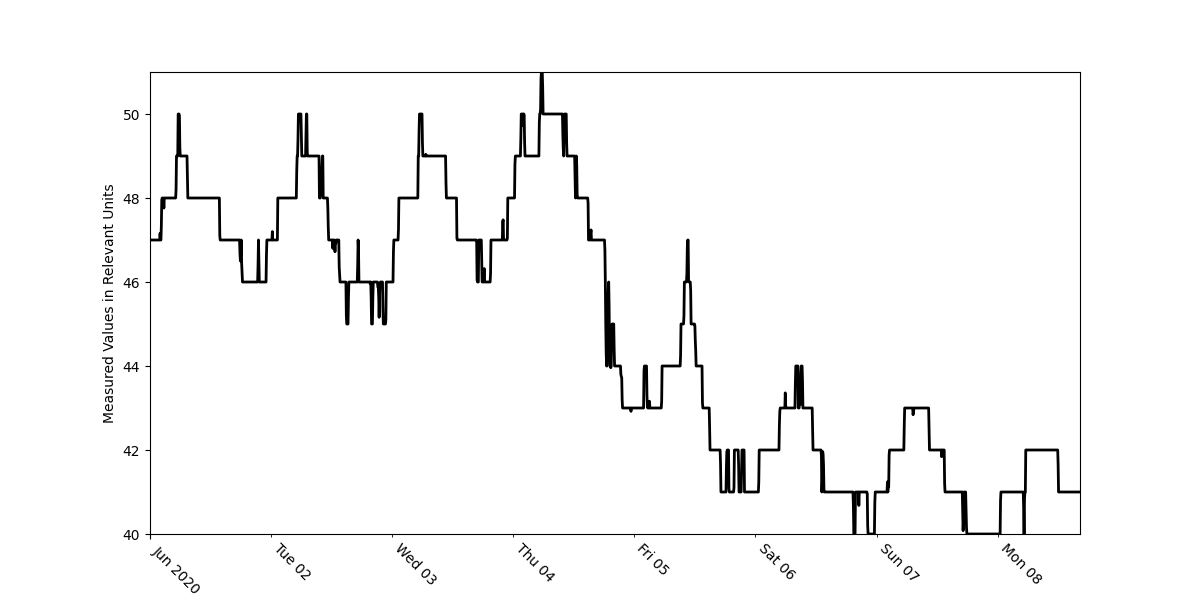 50
48
46
44
42
40
Measured Values in Relevant Units
Jun 2020
Tue 02
Wed 03
Thu 04
Fri 05
Sat 06
Sun 07
Mon 08